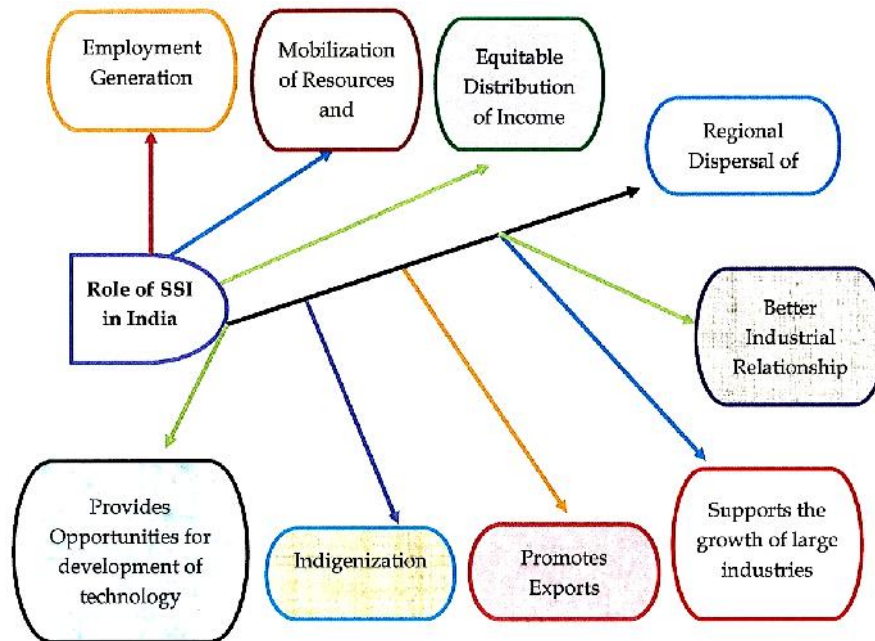 Employment
Generation
Mobilization
of Resources
and
Equitable
Distribution
of Income
Regional
Dispersal of
Role of SSI
in India
Better
Industrial
Relationship
Provides
Opportunities for
development of
technology
Indigenization
Promotes
Exports
Supports the
growth of large
industries